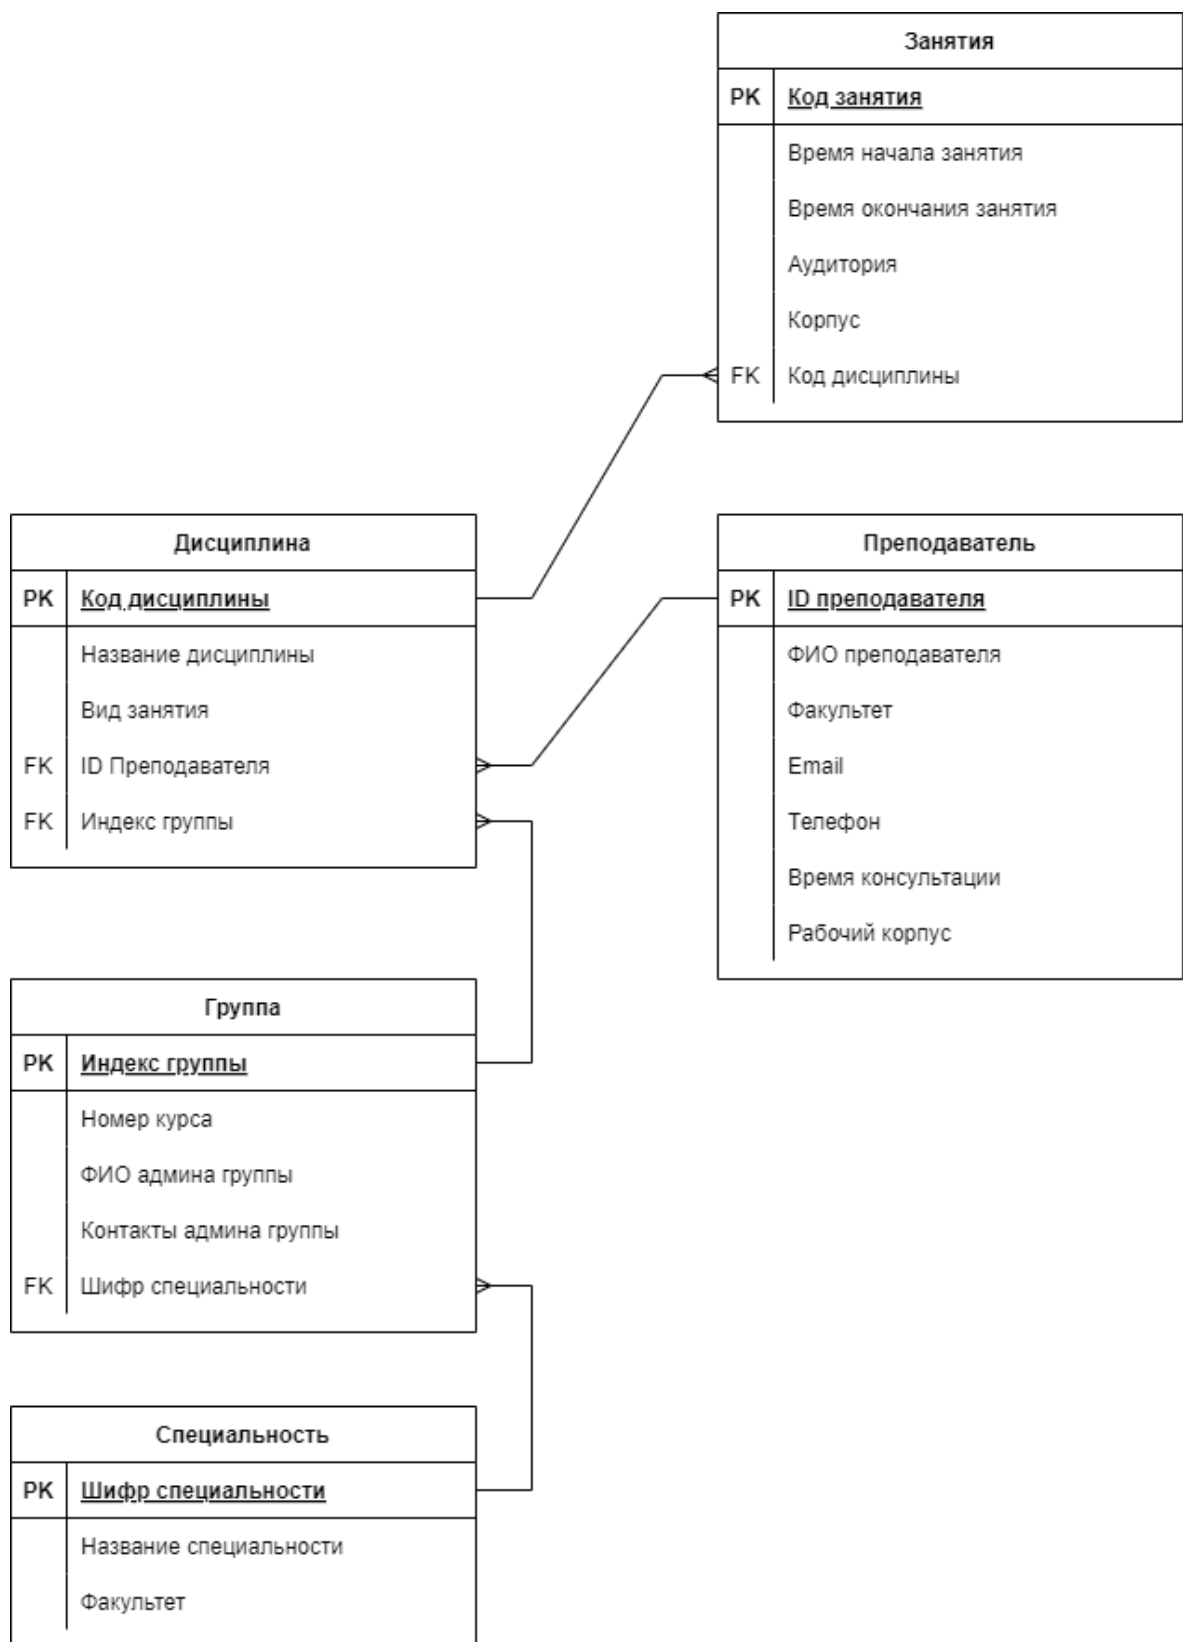 Занятия
PK Код занятия
Время начала занятия
Время окончания занятия
Аудитория
Корпус
FK Код дисциплины
Дисциплина
PK Код дисциплины
Название дисциплины
Вид занятия
FK ID Преподавателя
FK Индекс группы
Преподаватель
PK ID преподавателя
ФИО преподавателя
Факультет
Email
Телефон
Время консультации
Рабочий корпус
Группа
PK Индекс группы
Номер курса
ФИО админа группы
Контакты админа группы
FK Шифр специальности
Специальность
PK Шифр специальности
Название специальности
Факультет